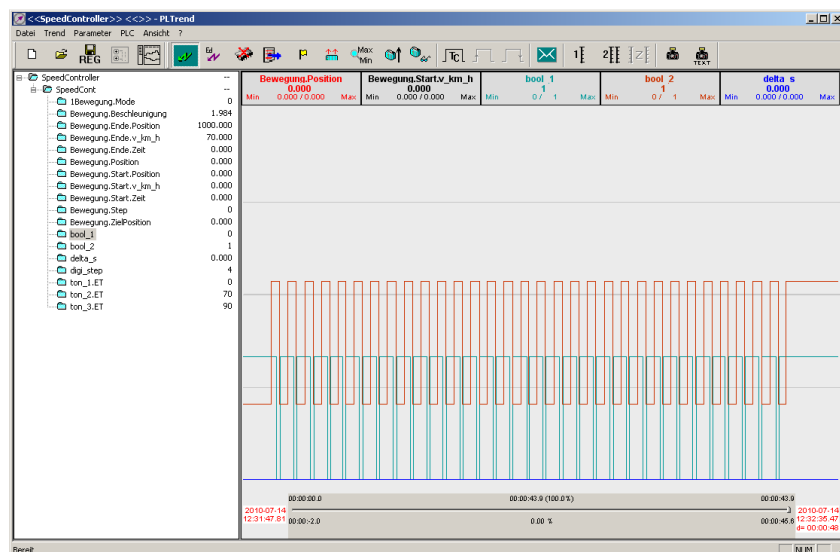 <<SpeedController>> <<>> - PLTrend
Datei Trend Parameter PLC Ansicht ?
REG Ed Max Min TC 1 2 TEXT
SpeedController --
SpeedCont --
1Bewegung.Mode 0
Bewegung.Beschleunigung 1.984
Bewegung.Ende.Position 1000.000
Bewegung.Ende.v_km_h 70.000
Bewegung.Ende.Zeit 0.000
Bewegung.Position 0.000
Bewegung.Start.Position 0.000
Bewegung.Start.v_km_h 0.000
Bewegung.Start.Zeit 0.000
Bewegung.Step 0
Bewegung.ZielPosition 0.000
bool_1 0
bool_2 1
delta_s 0.000
digi_step 4
ton_1.ET 0
ton_2.ET 70
ton_3.ET 90
Bewegung.Position Bewegung.Start.v_km_h bool_1 bool_2 delta_s
0.000 0.000 1 1 0.000
Min 0.000 / 0.000 Max Min 0.000 / 0.000 Max Min 0 / 1 Max Min 0 / 1 Max Min 0.000 / 0.000 Max
00:00:00.0 00:00:43.9 (100.0%) 00:00:43.9
2010-07-14 2010-07-14
12:31:47.81 00:00:-2.0 0.00 % 00:00:45.6 12:32:35.47
d= 00:00:48
Bereit NUM